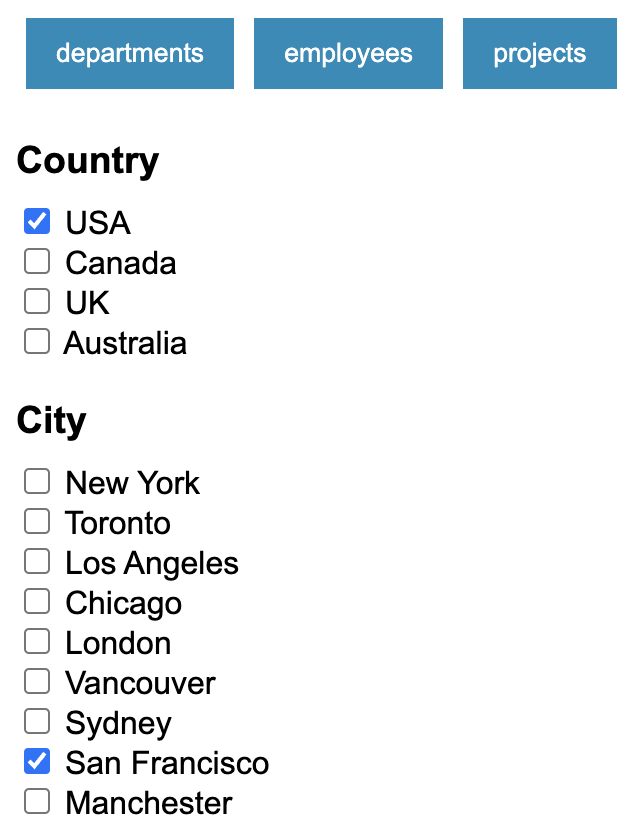 departments employees projects
Country
USA
Canada
UK
Australia
City
New York
Toronto
Los Angeles
Chicago
London
Vancouver
Sydney
San Francisco
Manchester